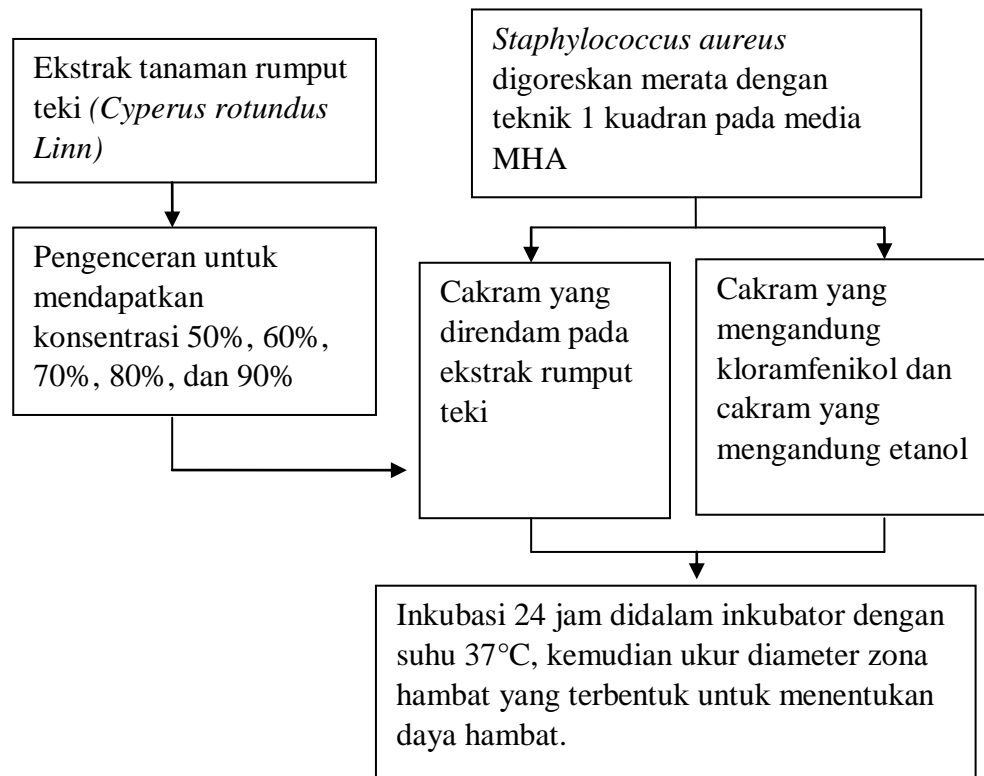 Ekstrak tanaman rumput
teki (Cyperus rotundus
Linn)
Staphylococcus aureus
digoreskan merata dengan
teknik 1 kuadran pada media
MHA
Pengenceran untuk
mendapatkan
konsentrasi 50%, 60%,
70%, 80%, dan 90%
Cakram yang
direndam pada
ekstrak rumput
teki
Cakram yang
mengandung
kloramfenikol dan
cakram yang
mengandung etanol
Inkubasi 24 jam didalam inkubator dengan
suhu 37°C, kemudian ukur diameter zona
hambat yang terbentuk untuk menentukan
daya hambat.